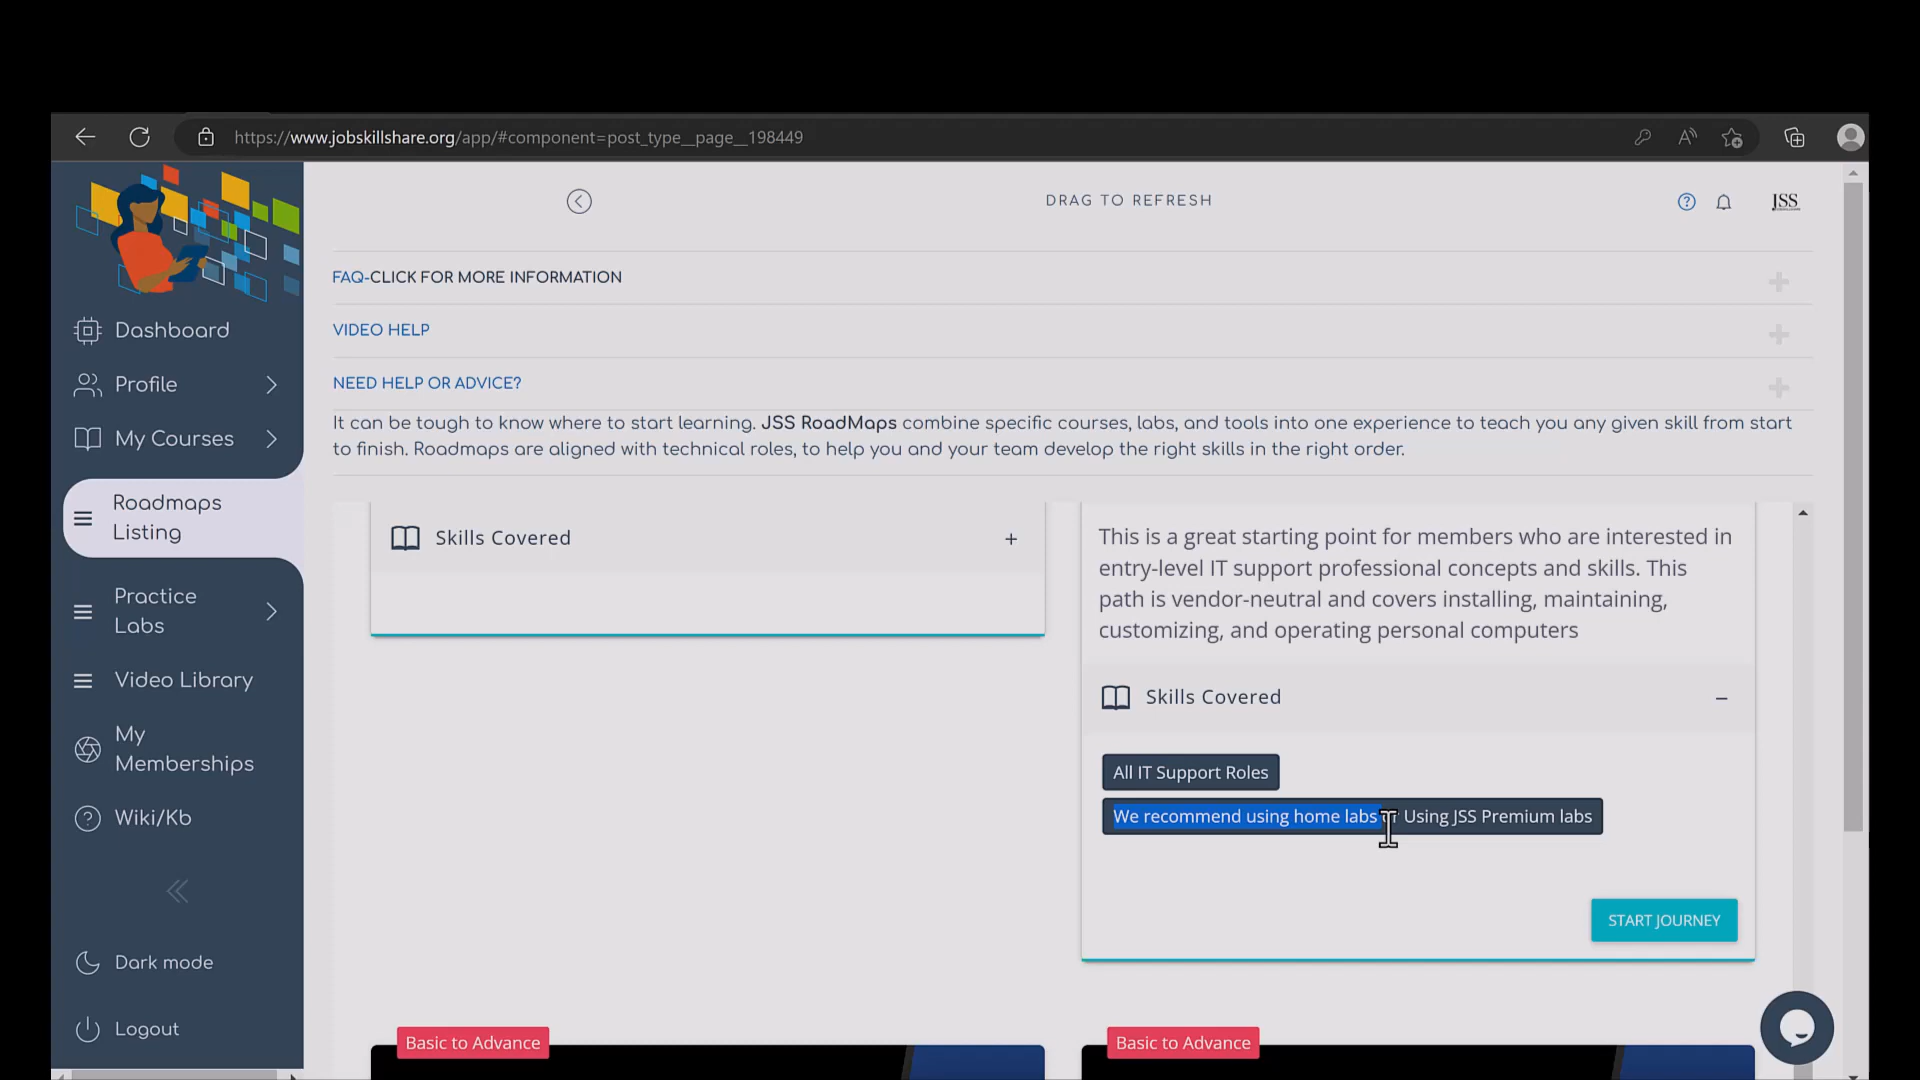 https://www.jobskillshare.org/app/#component=post_type__page__198449
DRAG TO REFRESH
JSS
FAQ-CLICK FOR MORE INFORMATION
VIDEO HELP
NEED HELP OR ADVICE?
It can be tough to know where to start learning. JSS RoadMaps combine specific courses, labs, and tools into one experience to teach you any given skill from start
to finish. Roadmaps are aligned with technical roles, to help you and your team develop the right skills in the right order.
Dashboard
Profile
My Courses
Roadmaps
Listing
Practice
Labs
Video Library
My
Memberships
Wiki/Kb
Dark mode
Logout
Skills Covered
This is a great starting point for members who are interested in
entry-level IT support professional concepts and skills. This
path is vendor-neutral and covers installing, maintaining,
customizing, and operating personal computers
Skills Covered
All IT Support Roles
We recommend using home labs or Using JSS Premium labs
START JOURNEY
Basic to Advance
Basic to Advance